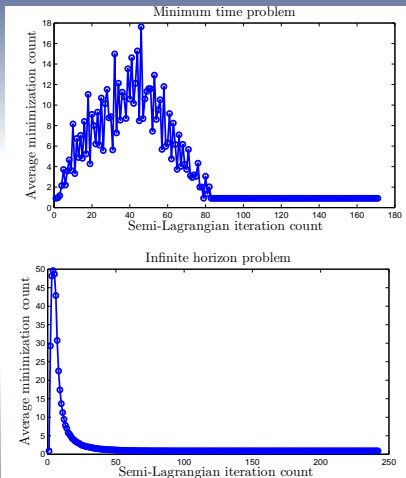 Minimum time problem
Average minimization count
18
16
14
12
10
8
6
4
2
0
0 20 40 60 80 100 120 140 160 180
Semi-Lagrangian iteration count
Infinite horizon problem
Average minimization count
50
45
40
35
30
25
20
15
10
5
0
0 50 100 150 200 250
Semi-Lagrangian iteration count